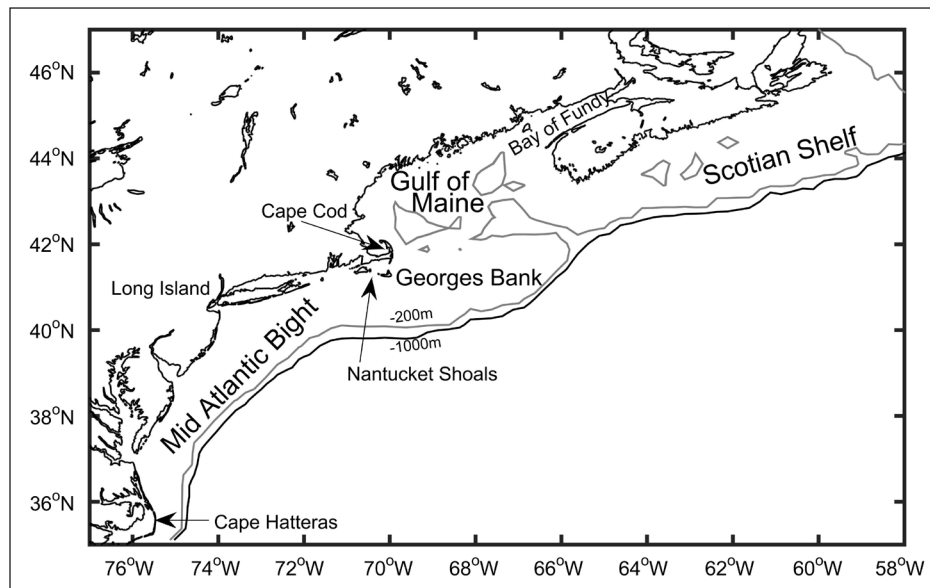 46°N
44°N
42°N
40°N
38°N
36°N
Bay of Fundy
Scotian Shelf
Gulf of
Maine
Cape Cod
Georges Bank
Long Island
-200m
-1000m
Mid Atlantic Bight
Nantucket Shoals
Cape Hatteras
76°W
74°W
72°W
70°W
68°W
66°W
64°W
62°W
60°W
58°W